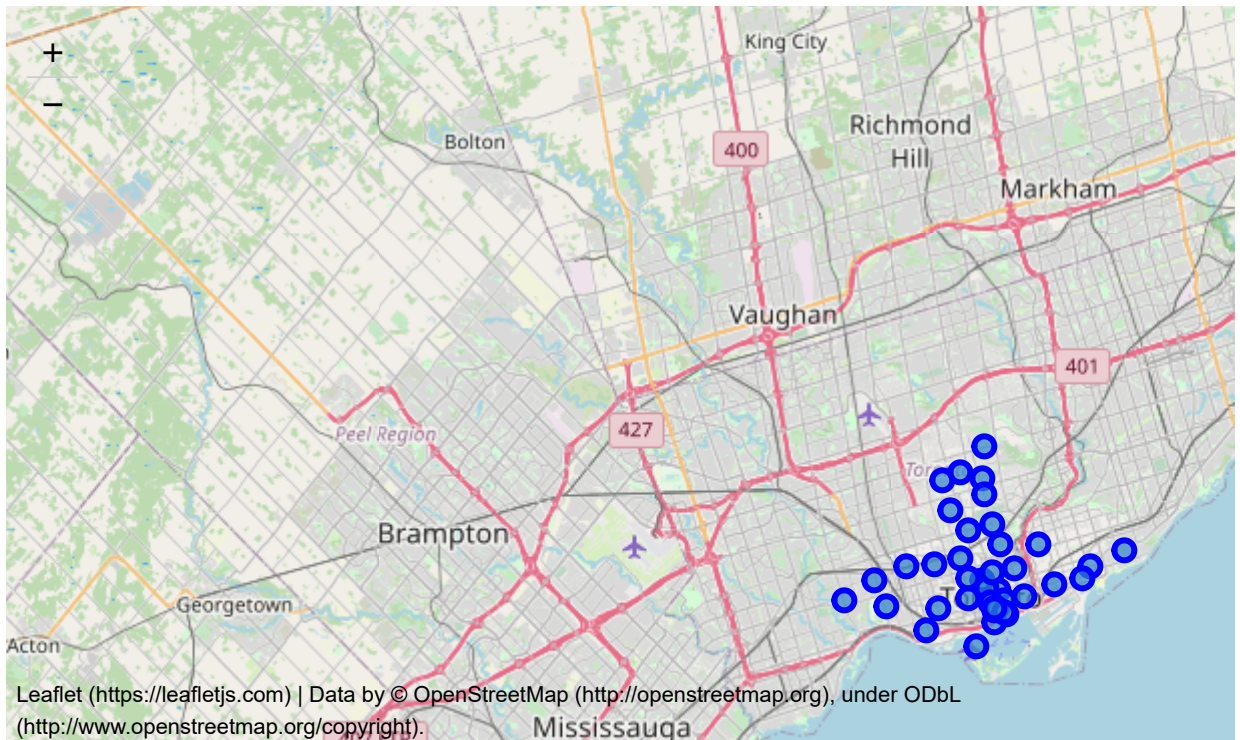 +
King City
−
Richmond
Hill
Bolton
400
Markham
Vaughan
401
427
Peel Region
Brampton
Georgetown
Acton
Mississauga
Leaflet (https://leafletjs.com) | Data by © OpenStreetMap (http://openstreetmap.org), under ODbL
(http://www.openstreetmap.org/copyright).